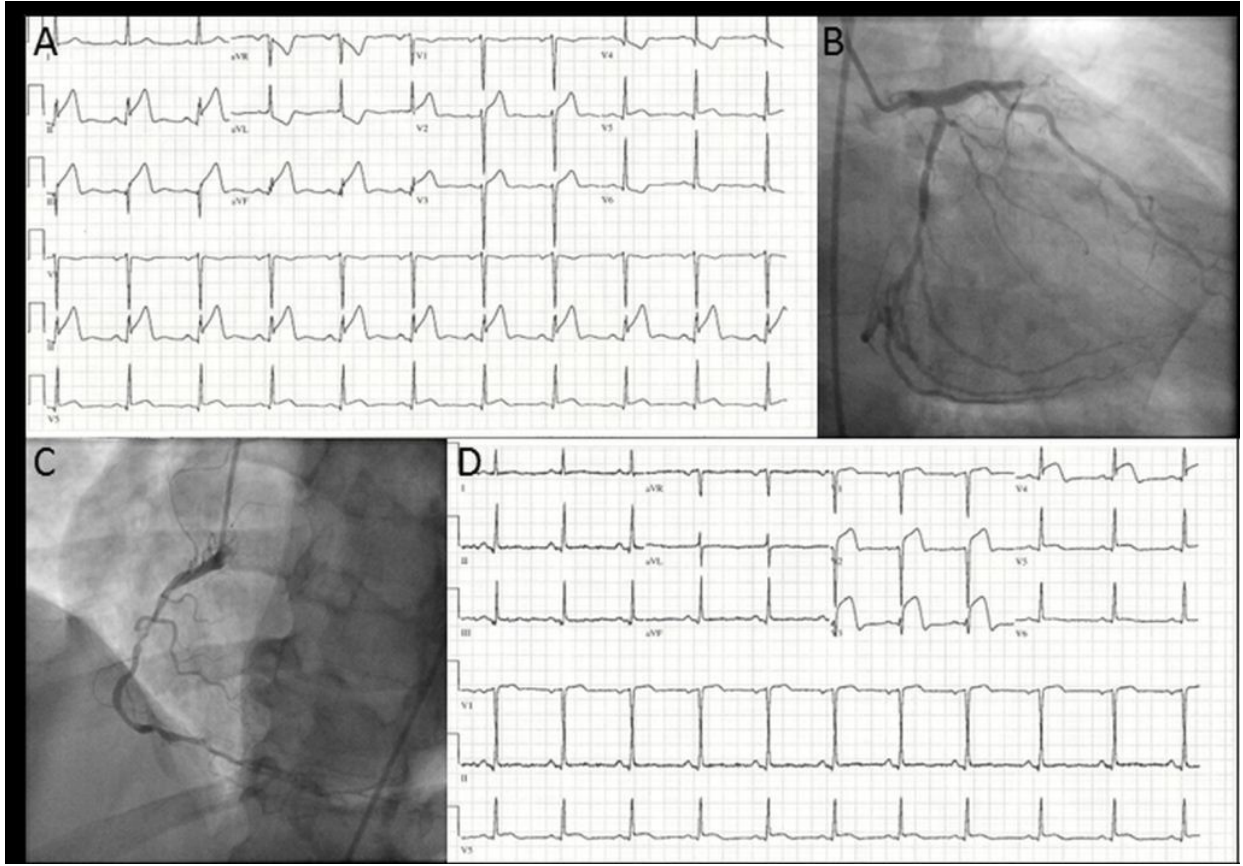 A
I aVR V1 V4
II aVL V2 V5
III aVF V3 V6
V1
II
V5
B
C
D
I aVR V1 V4
II aVL V2 V5
III aVF V3 V6
V1
II
V5